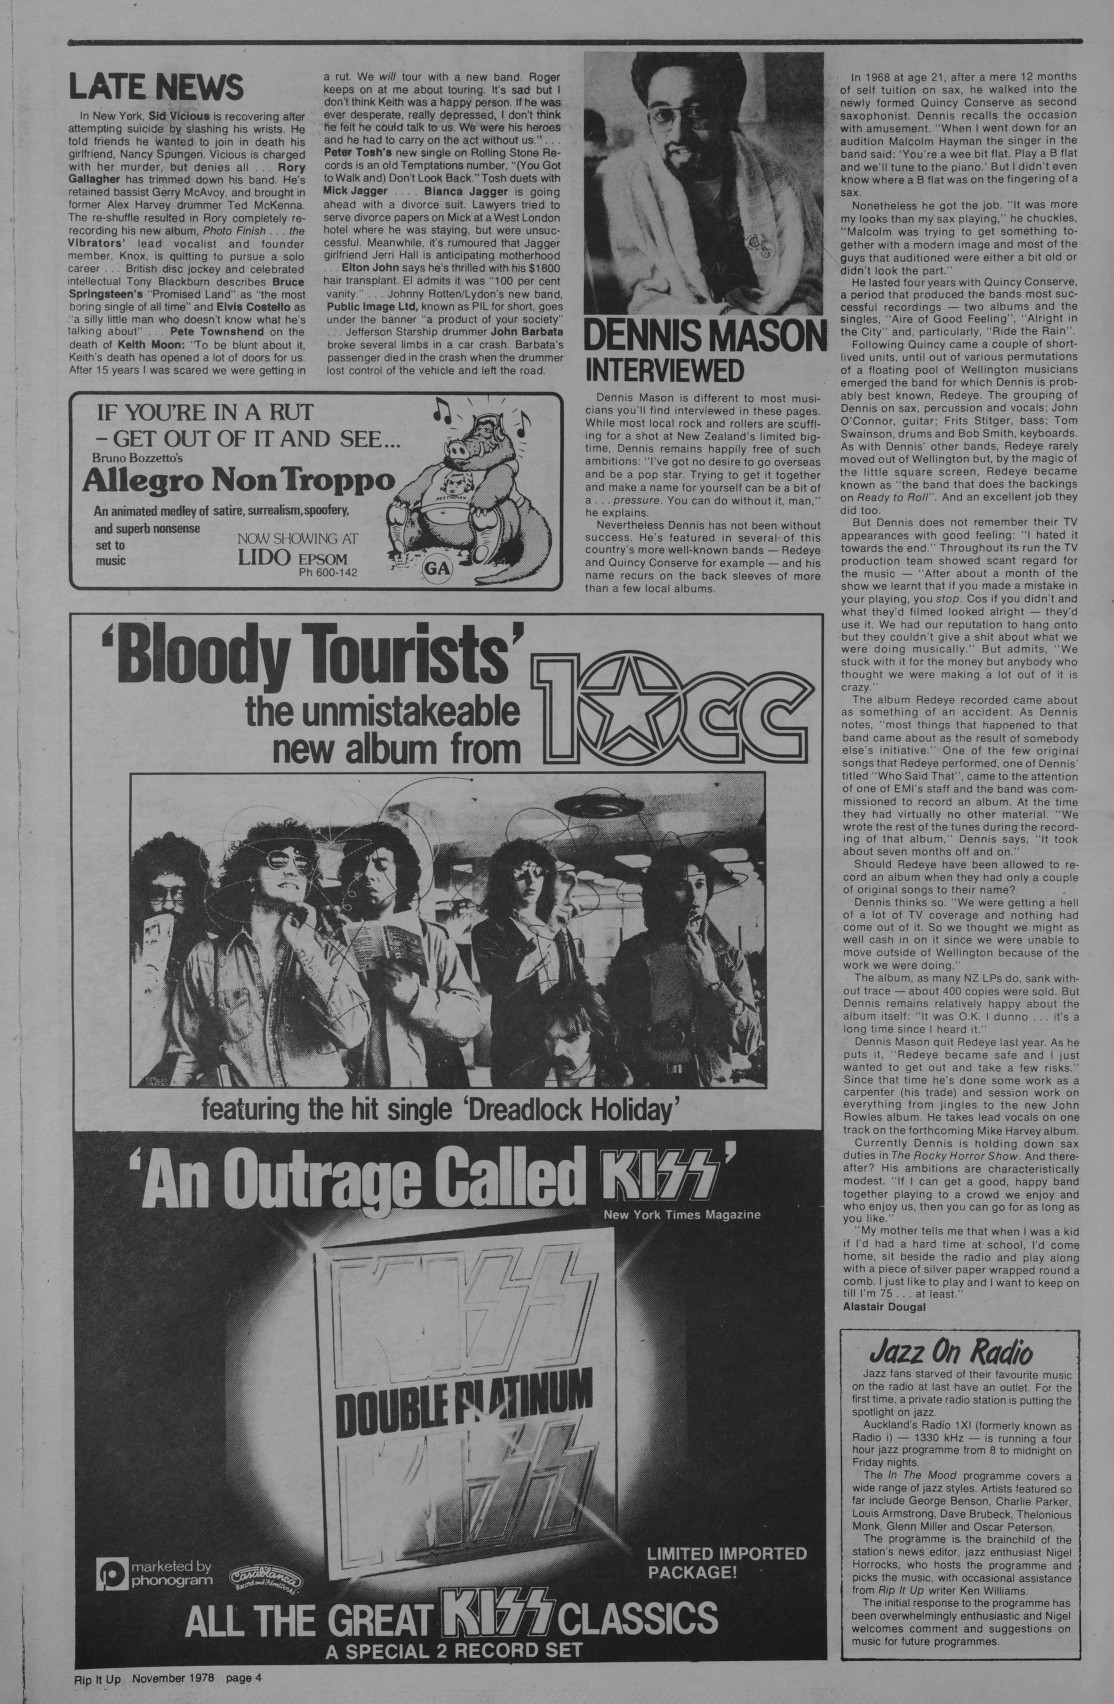 LATE NEWS
In New York, Sid Vicious is recovering after
attempting suicide by slashing his wrists. He
told friends he wanted to join in death his
girlfriend, Nancy Spungen. Vicious is charged
with her murder, but denies all ... Rory
Gallagher has trimmed down his band. He's
retained bassist Gerry McAvoy, and brought in
former Alex Harvey drummer Ted McKenna.
The re-shuffle resulted in Rory completely re-
recording his new album, Photo Finish ... the
Vibrators' lead vocalist and founder
member, Knox, is quitting to pursue a solo
career ... British disc jockey and celebrated
intellectual Tony Blackburn describes Bruce
Springsteen's "Promised Land" as "the most
boring single of all time" and Elvis Costello as
"a silly little man who doesn't know what he's
talking about" ... Pete Townshend on the
death of Keith Moon: "To be blunt about it,
Keith's death has opened a lot of doors for us.
After 15 years I was scared we were getting in
a rut. We will tour with a new band. Roger
keeps on at me about touring. It's sad but I
don't think Keith was a happy person. If he was
ever desperate, really depressed, I don't think
he felt he could talk to us. We were his heroes
and he had to carry on the act without us." ...
Peter Tosh's new single on Rolling Stone Re-
cords is an old Temptations number, "(You Got
to Walk and) Don't Look Back." Tosh duets with
Mick Jagger .... Bianca Jagger is going
ahead with a divorce suit. Lawyers tried to
serve divorce papers on Mick at a West London
hotel where he was staying, but were unsuc-
cessful. Meanwhile, it's rumoured that Jagger
girlfriend Jerri Hall is anticipating motherhood
... Elton John says he's thrilled with his $1600
hair transplant. El admits it was "100 per cent
vanity." ... Johnny Rotten/Lydon's new band,
Public Image Ltd, known as PiL for short, goes
under the banner "a product of your society"
... Jefferson Starship drummer John Barbata
broke several limbs in a car crash. Barbata's
passenger died in the crash when the drummer
lost control of the vehicle and left the road.
IF YOU'RE IN A RUT
– GET OUT OF IT AND SEE...
Bruno Bozzetto's
Allegro Non Troppo
An animated medley of satire, surrealism, spoofery,
and superb nonsense
set to
music
NOW SHOWING AT
LIDO EPSOM
Ph 600-142
BEETHOVEN
GA
DENNIS MASON
INTERVIEWED
Dennis Mason is different to most musi-
cians you'll find interviewed in these pages.
While most local rock and rollers are scuffl-
ing for a shot at New Zealand's limited big-
time, Dennis remains happily free of such
ambitions: "I've got no desire to go overseas
and be a pop star. Trying to get it together
and make a name for yourself can be a bit of
a ... pressure. You can do without it, man,"
he explains.
Nevertheless Dennis has not been without
success. He's featured in several of this
country's more well-known bands — Redeye
and Quincy Conserve for example — and his
name recurs on the back sleeves of more
than a few local albums.
In 1968 at age 21, after a mere 12 months
of self tuition on sax, he walked into the
newly formed Quincy Conserve as second
saxophonist. Dennis recalls the occasion
with amusement. "When I went down for an
audition Malcolm Hayman the singer in the
band said: 'You're a wee bit flat. Play a B flat
and we'll tune to the piano.' But I didn't even
know where a B flat was on the fingering of a
sax.
Nonetheless he got the job. "It was more
my looks than my sax playing," he chuckles,
"Malcolm was trying to get something to-
gether with a modern image and most of the
guys that auditioned were either a bit old or
didn't look the part."
He lasted four years with Quincy Conserve,
a period that produced the bands most suc-
cessful recordings — two albums and the
singles, "Aire of Good Feeling", "Alright in
the City" and, particularly, "Ride the Rain".
Following Quincy came a couple of short-
lived units, until out of various permutations
of a floating pool of Wellington musicians
emerged the band for which Dennis is prob-
ably best known, Redeye. The grouping of
Dennis on sax, percussion and vocals; John
O'Connor, guitar; Frits Stitger, bass; Tom
Swainson, drums and Bob Smith, keyboards.
As with Dennis' other bands, Redeye rarely
moved out of Wellington but, by the magic of
the little square screen, Redeye became
known as "the band that does the backings
on Ready to Roll". And an excellent job they
did too.
But Dennis does not remember their TV
appearances with good feeling: "I hated it
towards the end." Throughout its run the TV
production team showed scant regard for
the music — "After about a month of the
show we learnt that if you made a mistake in
your playing, you stop. Cos if you didn't and
what they'd filmed looked alright — they'd
use it. We had our reputation to hang onto
but they couldn't give a shit about what we
were doing musically." But admits, "We
stuck with it for the money but anybody who
thought we were making a lot out of it is
crazy."
The album Redeye recorded came about
as something of an accident. As Dennis
notes, "most things that happened to that
band came about as the result of somebody
else's initiative." One of the few original
songs that Redeye performed, one of Dennis'
titled "Who Said That", came to the attention
of one of EMI's staff and the band was com-
missioned to record an album. At the time
they had virtually no other material. "We
wrote the rest of the tunes during the record-
ing of that album," Dennis says, "It took
about seven months off and on."
Should Redeye have been allowed to re-
cord an album when they had only a couple
of original songs to their name?
Dennis thinks so. "We were getting a hell
of a lot of TV coverage and nothing had
come out of it. So we thought we might as
well cash in on it since we were unable to
move outside of Wellington because of the
work we were doing."
The album, as many NZ LPs do, sank with-
out trace — about 400 copies were sold. But
Dennis remains relatively happy about the
album itself: "It was O.K. I dunno ... it's a
long time since I heard it."
Dennis Mason quit Redeye last year. As he
puts it, "Redeye became safe and I just
wanted to get out and take a few risks."
Since that time he's done some work as a
carpenter (his trade) and session work on
everything from jingles to the new John
Rowles album. He takes lead vocals on one
track on the forthcoming Mike Harvey album.
Currently Dennis is holding down sax
duties in The Rocky Horror Show. And there-
after? His ambitions are characteristically
modest. "If I can get a good, happy band
together playing to a crowd we enjoy and
who enjoy us, then you can go for as long as
you like."
"My mother tells me that when I was a kid
if I'd had a hard time at school, I'd come
home, sit beside the radio and play along
with a piece of silver paper wrapped round a
comb. I just like to play and I want to keep on
till I'm 75 ... at least."
Alastair Dougal
'Bloody Tourists'
the unmistakeable
new album from
10cc
featuring the hit single 'Dreadlock Holiday'
'An Outrage Called KISS'
New York Times Magazine
KISS
DOUBLE PLATINUM
KISS
marketed by
phonogram
Casablanca
Record and FilmWorks
LIMITED IMPORTED
PACKAGE!
ALL THE GREAT KISS CLASSICS
A SPECIAL 2 RECORD SET
Jazz On Radio
Jazz fans starved of their favourite music
on the radio at last have an outlet. For the
first time, a private radio station is putting the
spotlight on jazz.
Auckland's Radio 1XI (formerly known as
Radio i) — 1330 kHz — is running a four
hour jazz programme from 8 to midnight on
Friday nights.
The In The Mood programme covers a
wide range of jazz styles. Artists featured so
far include George Benson, Charlie Parker,
Louis Armstrong, Dave Brubeck, Thelonious
Monk, Glenn Miller and Oscar Peterson.
The programme is the brainchild of the
station's news editor, jazz enthusiast Nigel
Horrocks, who hosts the programme and
picks the music, with occasional assistance
from Rip It Up writer Ken Williams.
The initial response to the programme has
been overwhelmingly enthusiastic and Nigel
welcomes comment and suggestions on
music for future programmes.
Rip It Up November 1978 page 4